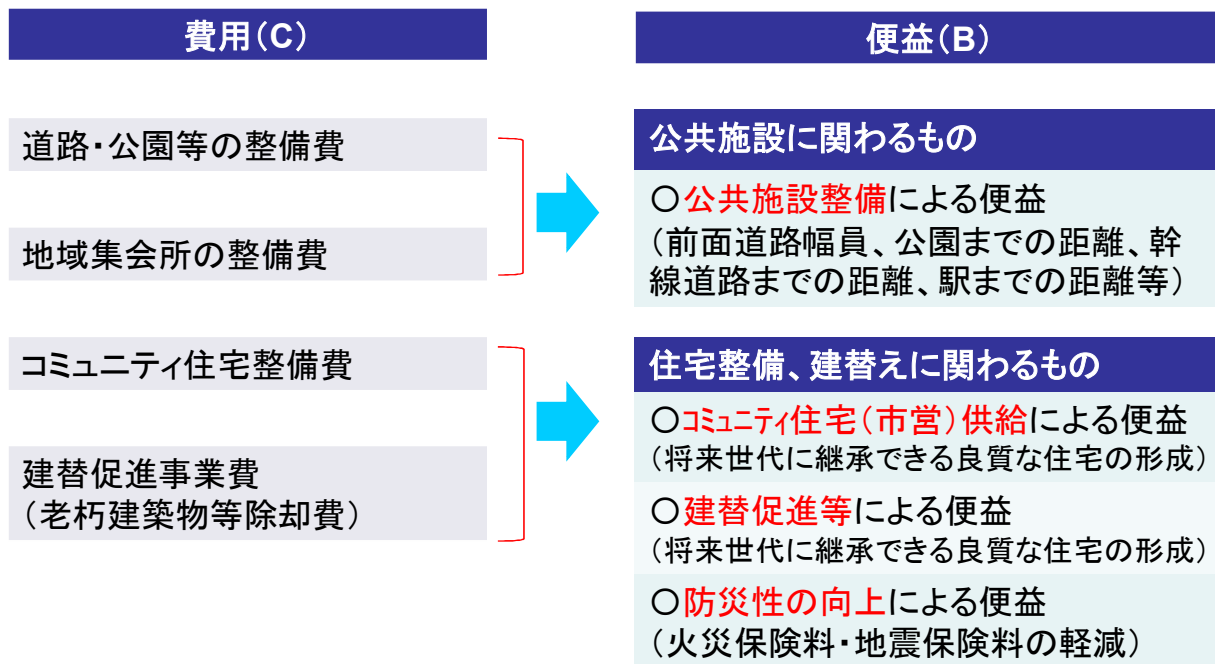 費用(C)
道路・公園等の整備費
地域集会所の整備費
コミュニティ住宅整備費
建替促進事業費
(老朽建築物等除却費)
便益(B)
公共施設に関わるもの
〇公共施設整備による便益
(前面道路幅員、公園までの距離、幹
線道路までの距離、駅までの距離等)
住宅整備、建替えに関わるもの
〇コミュニティ住宅(市営)供給による便益
(将来世代に継承できる良質な住宅の形成)
〇建替促進等による便益
(将来世代に継承できる良質な住宅の形成)
〇防災性の向上による便益
(火災保険料・地震保険料の軽減)